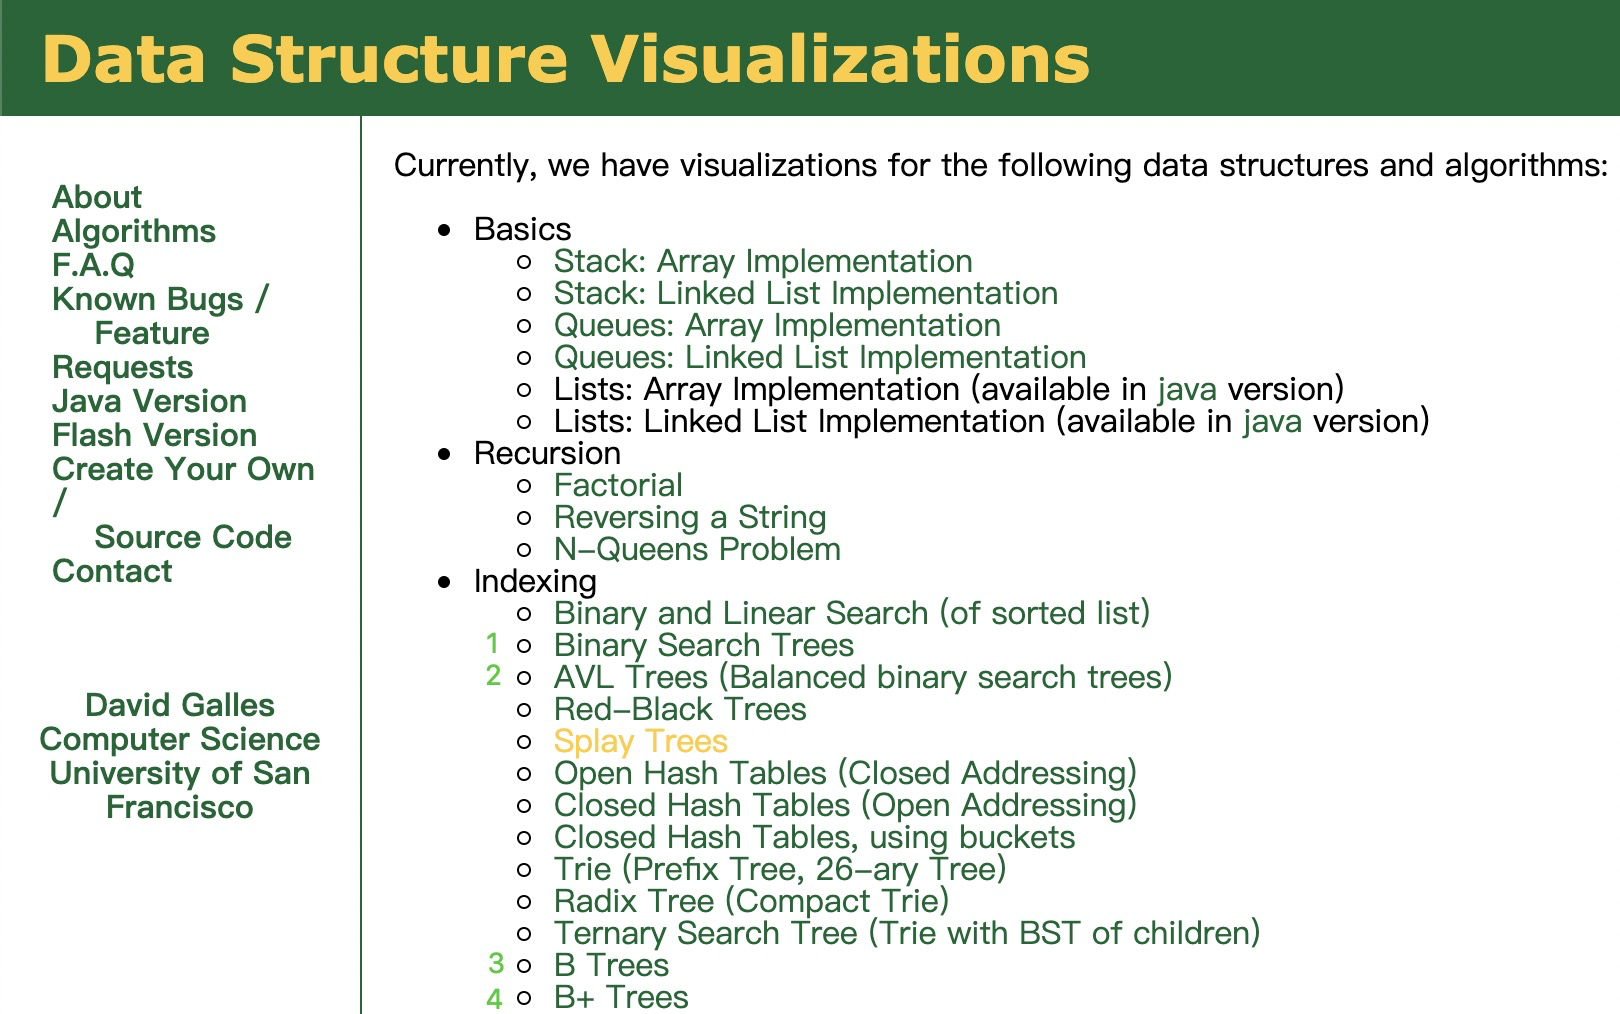 Data Structure Visualizations
About
Algorithms
F.A.Q
Known Bugs /
Feature
Requests
Java Version
Flash Version
Create Your Own
/
Source Code
Contact
David Galles
Computer Science
University of San
Francisco
Currently, we have visualizations for the following data structures and algorithms:
Basics
Stack: Array Implementation
Stack: Linked List Implementation
Queues: Array Implementation
Queues: Linked List Implementation
Lists: Array Implementation (available in java version)
Lists: Linked List Implementation (available in java version)
Recursion
Factorial
Reversing a String
N-Queens Problem
Indexing
Binary and Linear Search (of sorted list)
1 Binary Search Trees
2 AVL Trees (Balanced binary search trees)
Red-Black Trees
Splay Trees
Open Hash Tables (Closed Addressing)
Closed Hash Tables (Open Addressing)
Closed Hash Tables, using buckets
Trie (Prefix Tree, 26-ary Tree)
Radix Tree (Compact Trie)
Ternary Search Tree (Trie with BST of children)
3 B Trees
4 B+ Trees